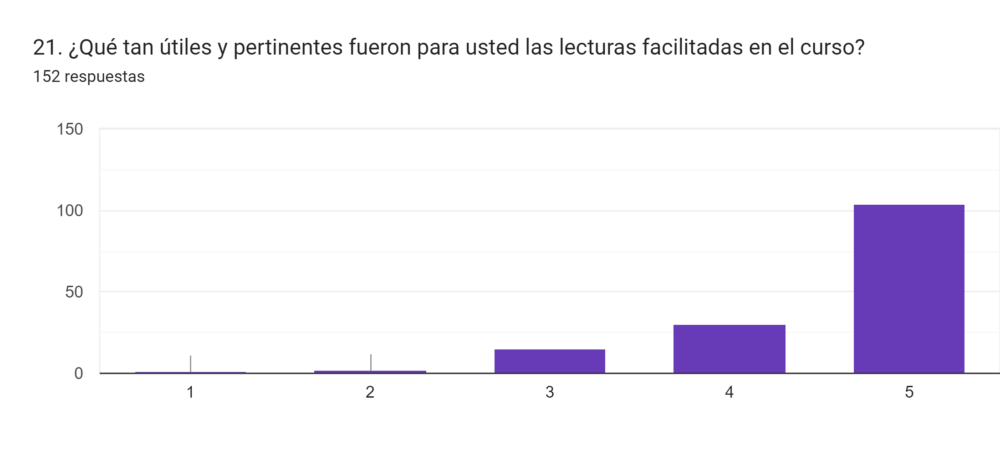 21. ¿Qué tan útiles y pertinentes fueron para usted las lecturas facilitadas en el curso?
152 respuestas
150
100
50
0
1 2 3 4 5